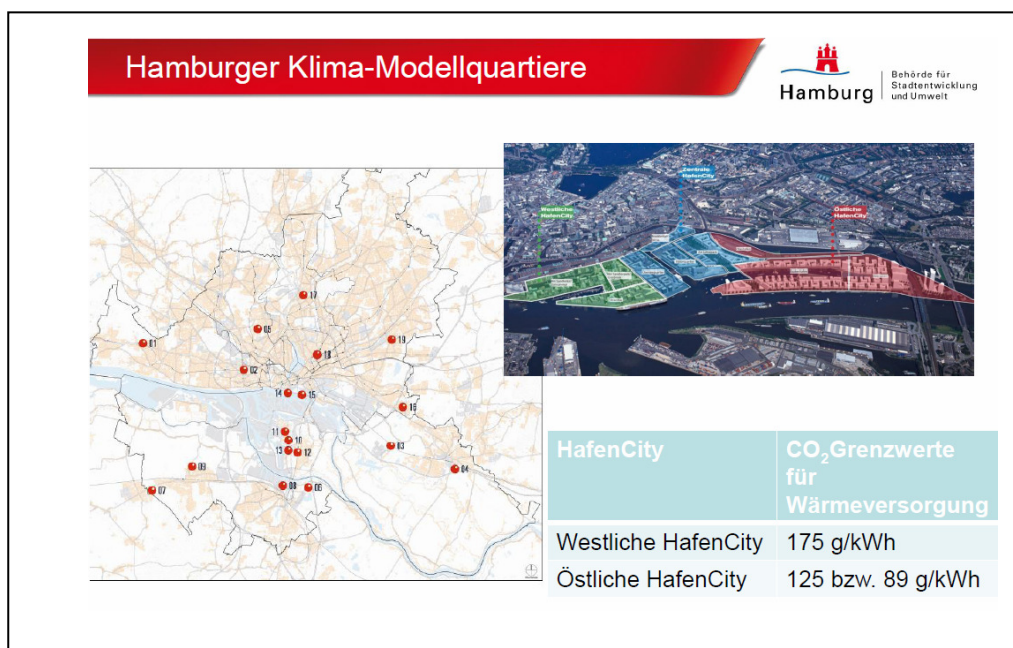 Hamburger Klima-Modellquartiere
Hamburg
Behörde für
Stadtentwicklung
und Umwelt
Zentrale
HafenCity
Westliche
HafenCity
Östliche
HafenCity
17
05
01
19
18
02
14
15
16
11
10
13
12
03
09
04
07
08
06
HafenCity
CO₂Grenzwerte
für
Wärmeversorgung
Westliche HafenCity
175 g/kWh
Östliche HafenCity
125 bzw. 89 g/kWh